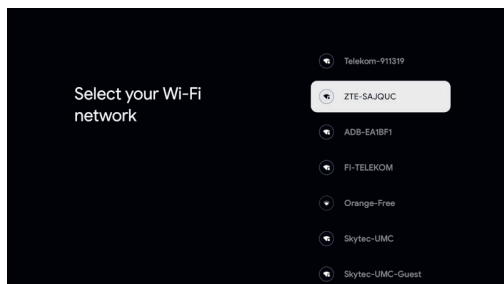 Select your Wi-Fi
network
Telekom-911319
ZTE-SAJQUC
ADB-EA1BF1
FI-TELEKOM
Orange-Free
Skytec-UMC
Skytec-UMC-Guest